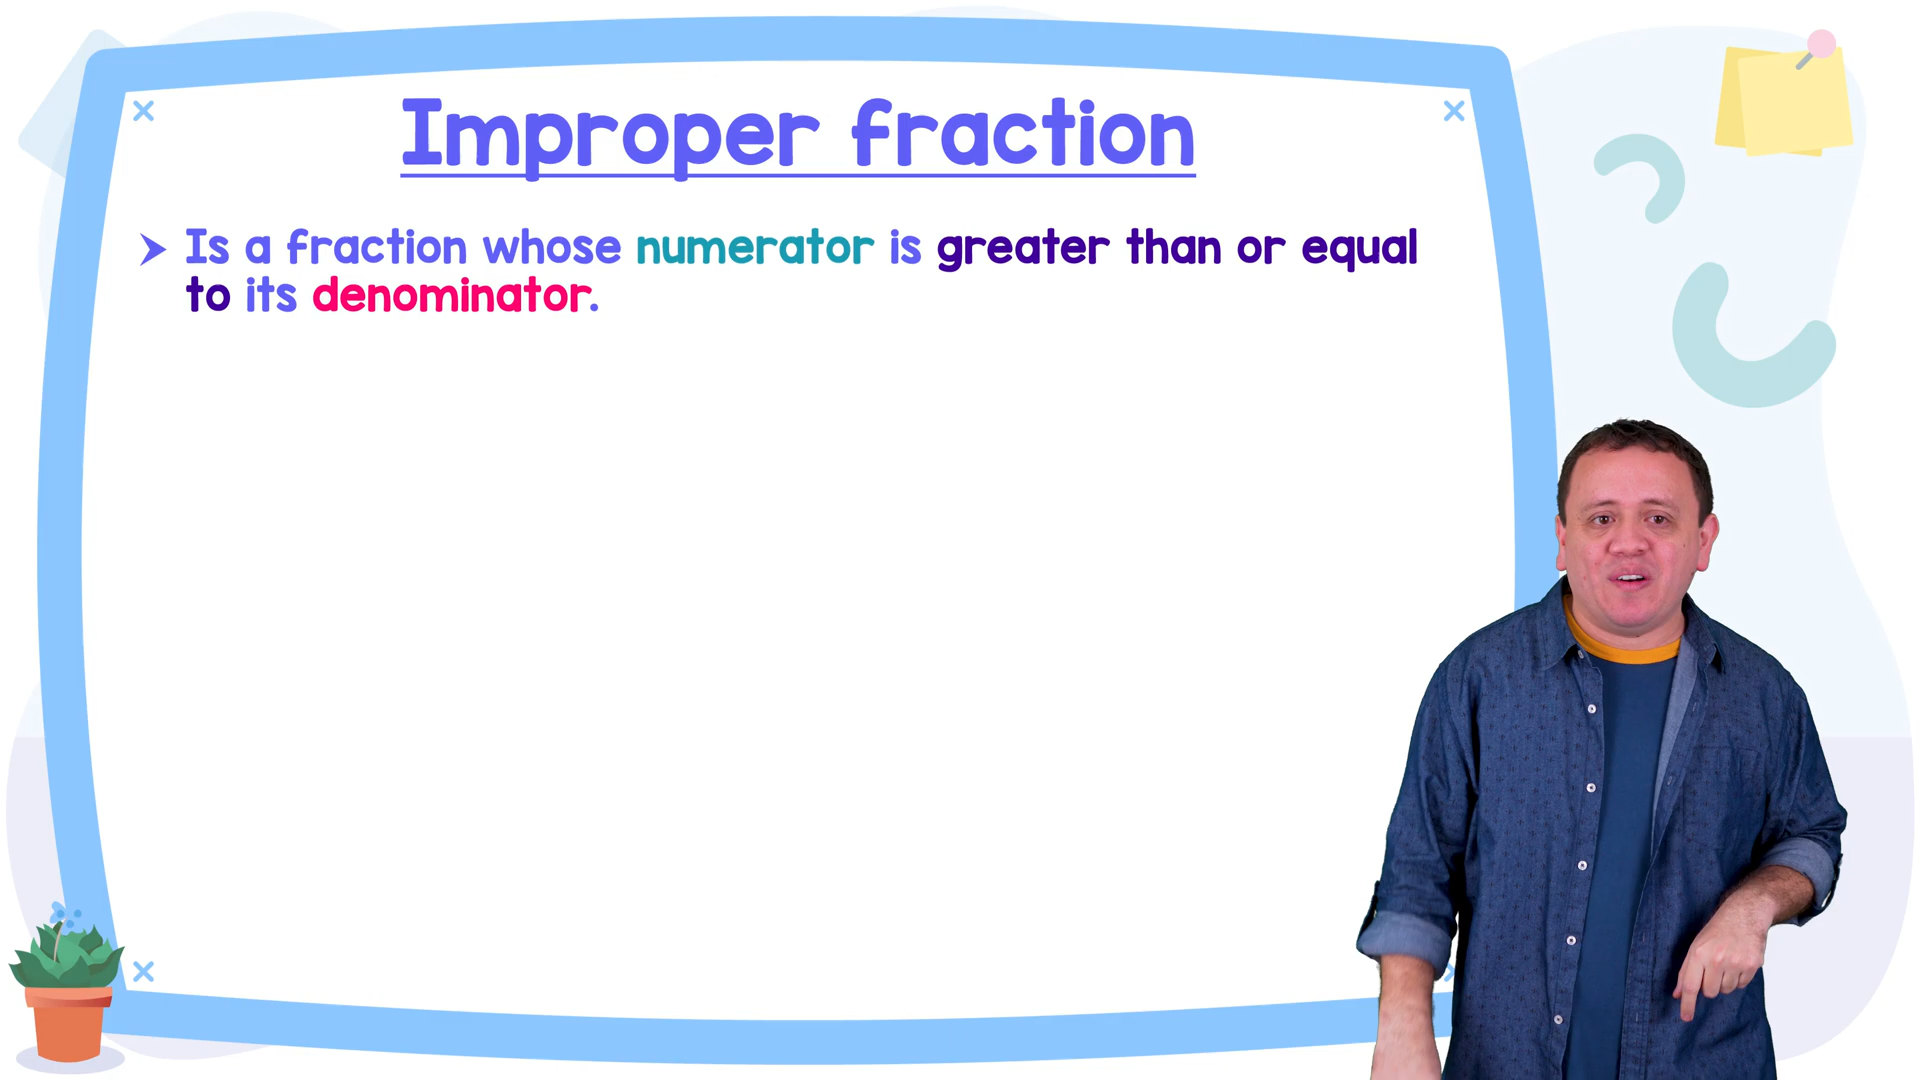 Improper fraction
➤ Is a fraction whose numerator is greater than or equal
to its denominator.